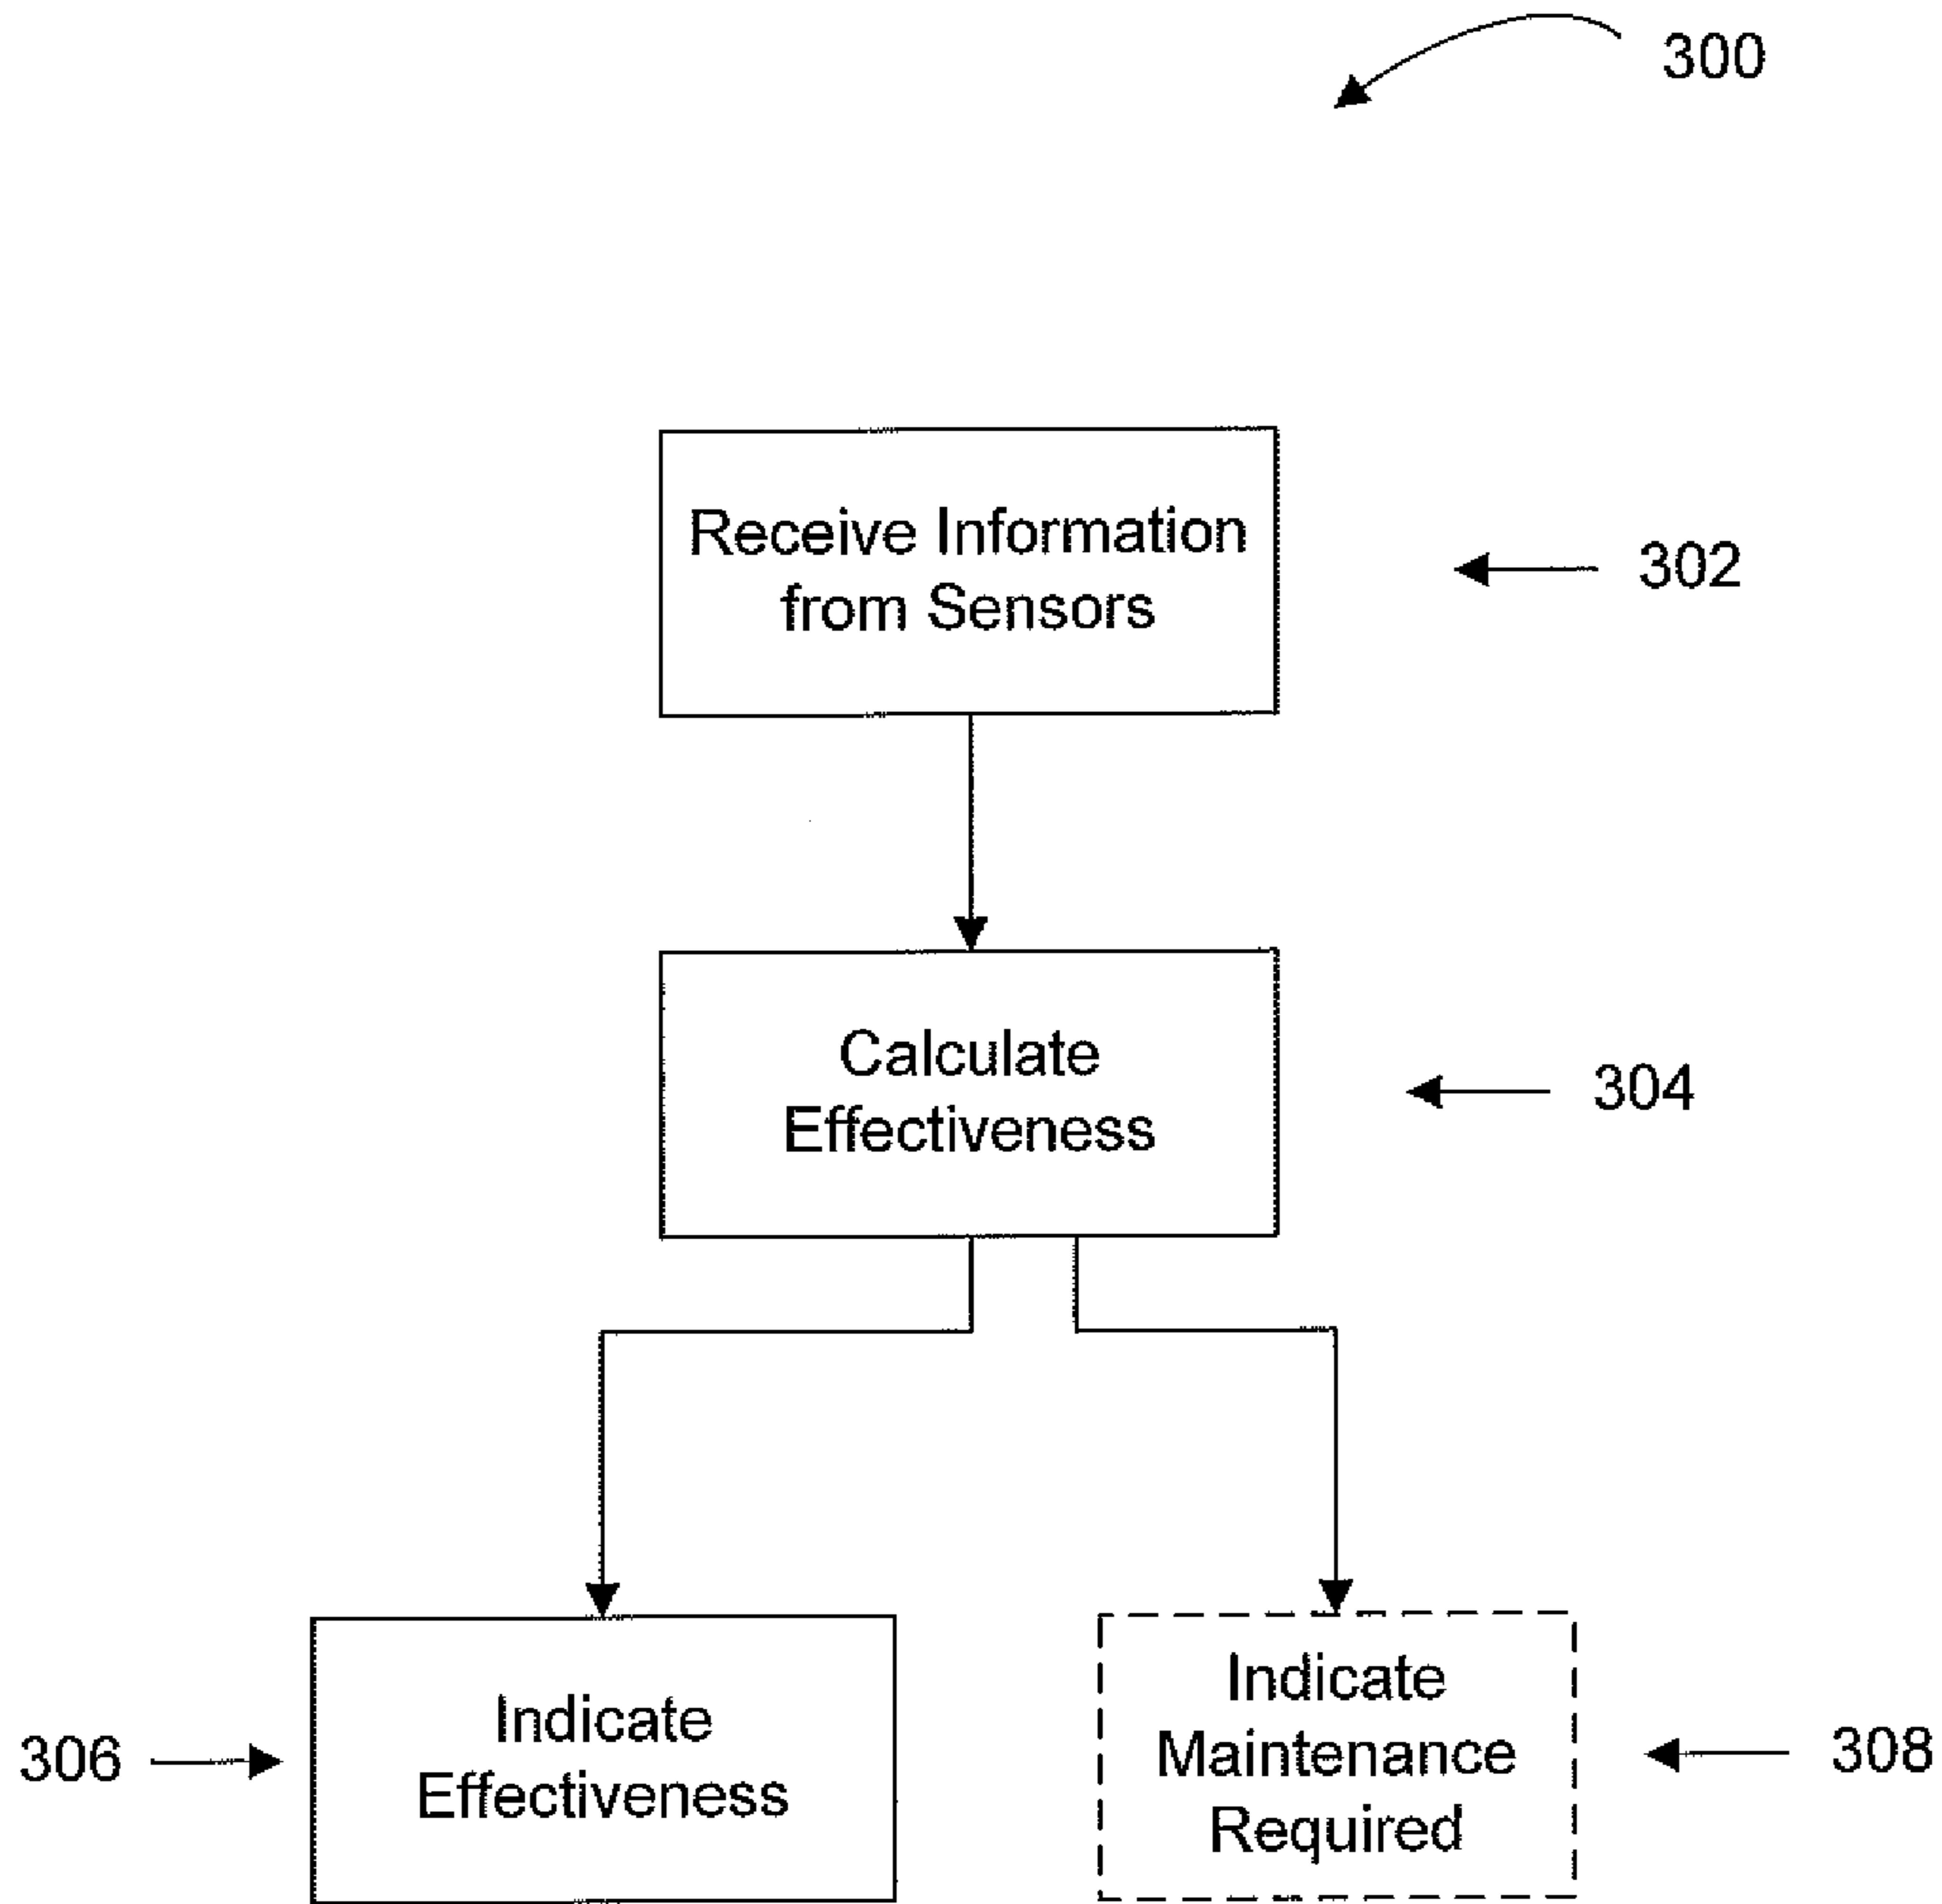 300
Receive Information
from Sensors
302
Calculate
Effectiveness
304
306
Indicate
Effectiveness
Indicate
Maintenance
Required
308